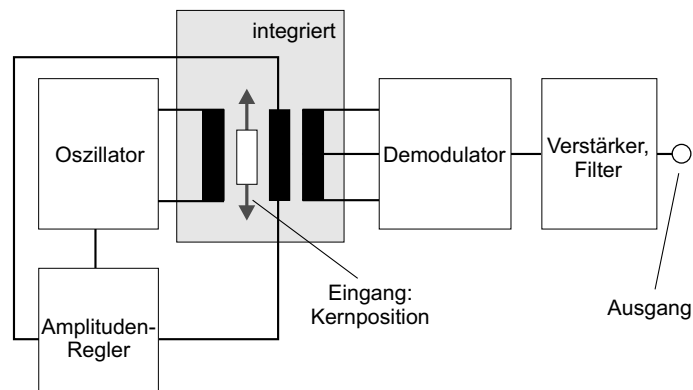 integriert
Oszillator
Demodulator
Verstärker,
Filter
Eingang:
Kernposition
Ausgang
Amplituden-
Regler